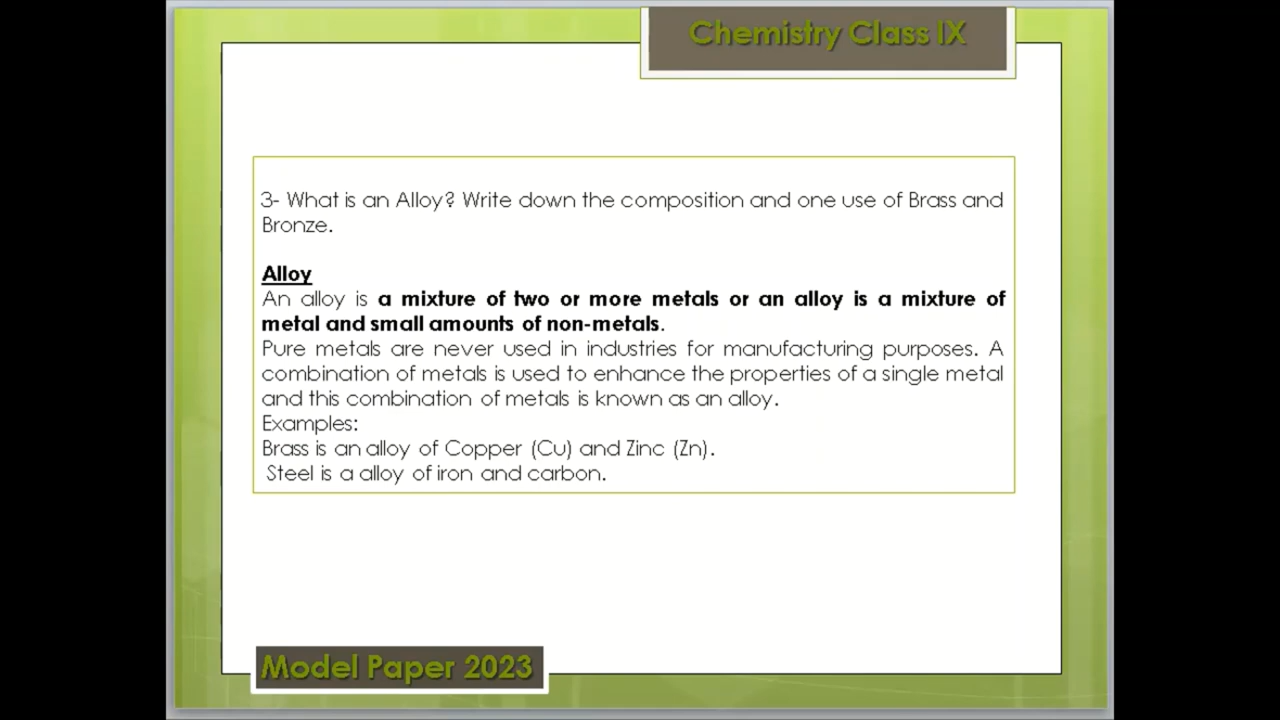 Chemistry Class IX
3- What is an Alloy? Write down the composition and one use of Brass and
Bronze.
Alloy
An alloy is a mixture of two or more metals or an alloy is a mixture of
metal and small amounts of non-metals.
Pure metals are never used in industries for manufacturing purposes. A
combination of metals is used to enhance the properties of a single metal
and this combination of metals is known as an alloy.
Examples:
Brass is an alloy of Copper (Cu) and Zinc (Zn).
Steel is a alloy of iron and carbon.
Model Paper 2023